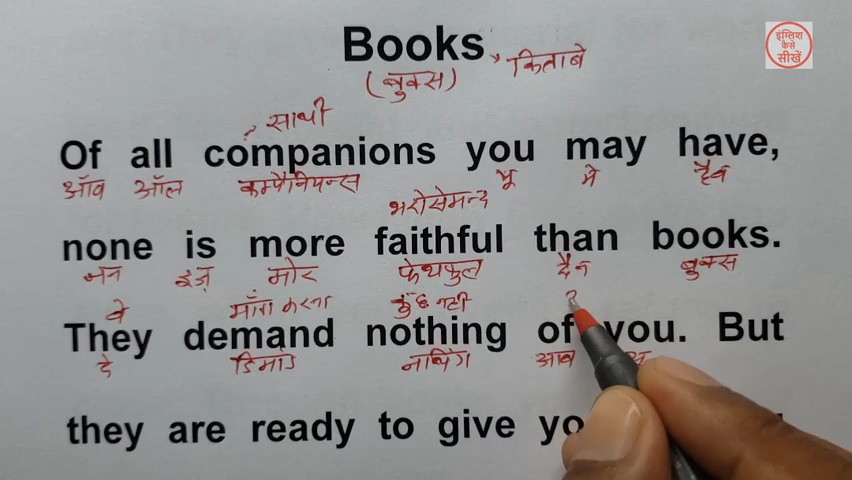 Books
(बुक्स) किताबे
इंग्लिश
कैसे
सीखें
साथी
Of all companions you may have,
ऑव ऑल कम्पैनियन्स यू मे हैव
भरोसेमन्द
none is more faithful than books.
नन इज़ मोर फेथफुल दैन बुक्स
वे माँग करना कुछ नहीं
They demand nothing of you. But
दे डिमांड नथिंग आव
they are ready to give